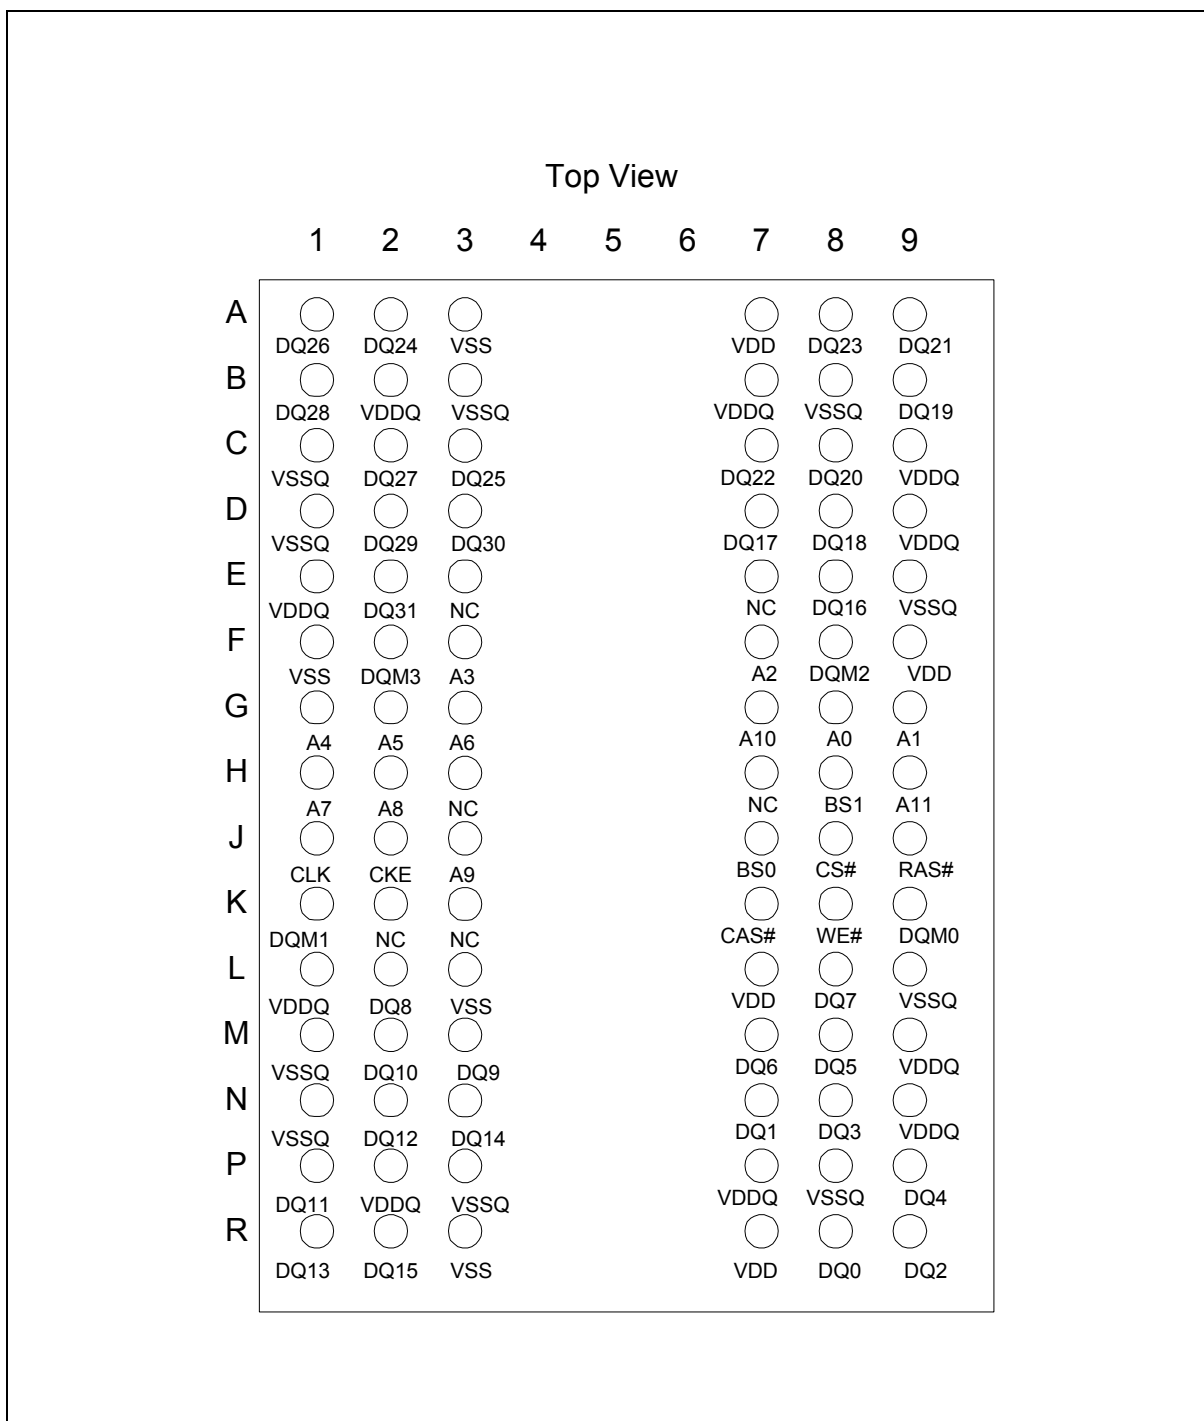 Top View
1 2 3 4 5 6 7 8 9
A
DQ26 DQ24 VSS VDD DQ23 DQ21
B
DQ28 VDDQ VSSQ VDDQ VSSQ DQ19
C
VSSQ DQ27 DQ25 DQ22 DQ20 VDDQ
D
VSSQ DQ29 DQ30 DQ17 DQ18 VDDQ
E
VDDQ DQ31 NC NC DQ16 VSSQ
F
VSS DQM3 A3 A2 DQM2 VDD
G
A4 A5 A6 A10 A0 A1
H
A7 A8 NC NC BS1 A11
J
CLK CKE A9 BS0 CS# RAS#
K
DQM1 NC NC CAS# WE# DQM0
L
VDDQ DQ8 VSS VDD DQ7 VSSQ
M
VSSQ DQ10 DQ9 DQ6 DQ5 VDDQ
N
VSSQ DQ12 DQ14 DQ1 DQ3 VDDQ
P
DQ11 VDDQ VSSQ VDDQ VSSQ DQ4
R
DQ13 DQ15 VSS VDD DQ0 DQ2